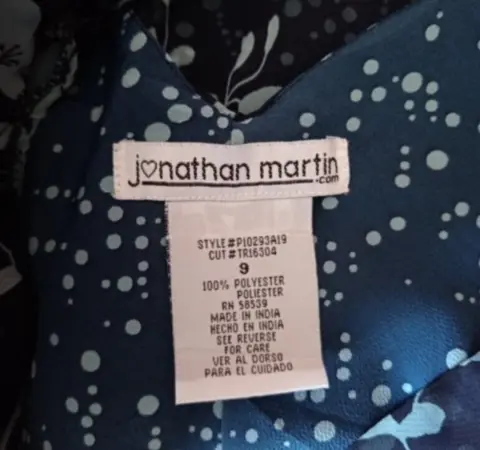 jonathan martin
.com
STYLE#P10293A19
CUT#TR16304
9
100% POLYESTER
POLIESTER
RN 58539
MADE IN INDIA
HECHO EN INDIA
SEE REVERSE
FOR CARE
VER AL DORSO
PARA EL CUIDADO